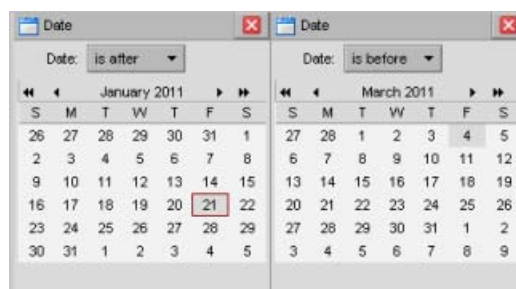 Date
Date: is after
January 2011
S M T W T F S
26 27 28 29 30 31 1
2 3 4 5 6 7 8
9 10 11 12 13 14 15
16 17 18 19 20 21 22
23 24 25 26 27 28 29
30 31 1 2 3 4 5
Date
Date: is before
March 2011
S M T W T F S
27 28 1 2 3 4 5
6 7 8 9 10 11 12
13 14 15 16 17 18 19
20 21 22 23 24 25 26
27 28 29 30 31 1 2
3 4 5 6 7 8 9